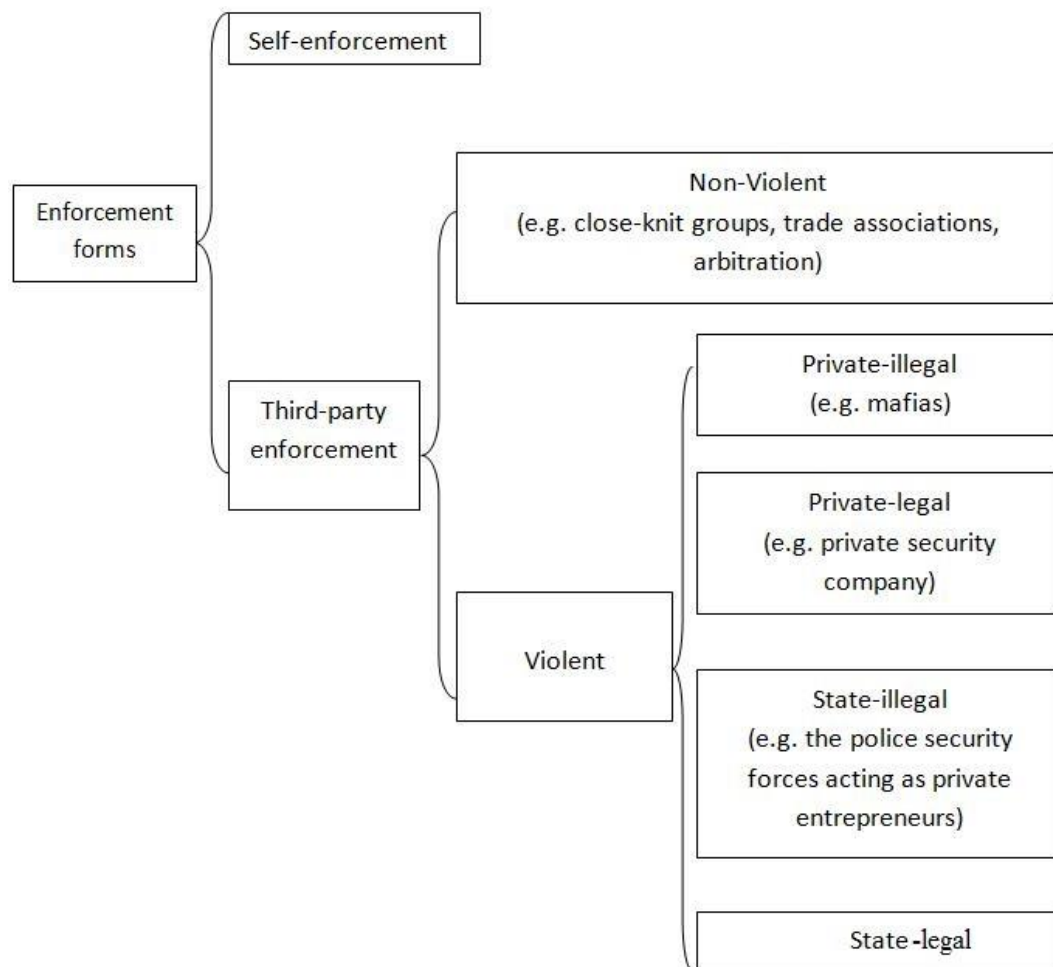 Self-enforcement
Enforcement
forms
Third-party
enforcement
Non-Violent
(e.g. close-knit groups, trade associations,
arbitration)
Violent
Private-illegal
(e.g. mafias)
Private-legal
(e.g. private security
company)
State-illegal
(e.g. the police security
forces acting as private
entrepreneurs)
State-legal